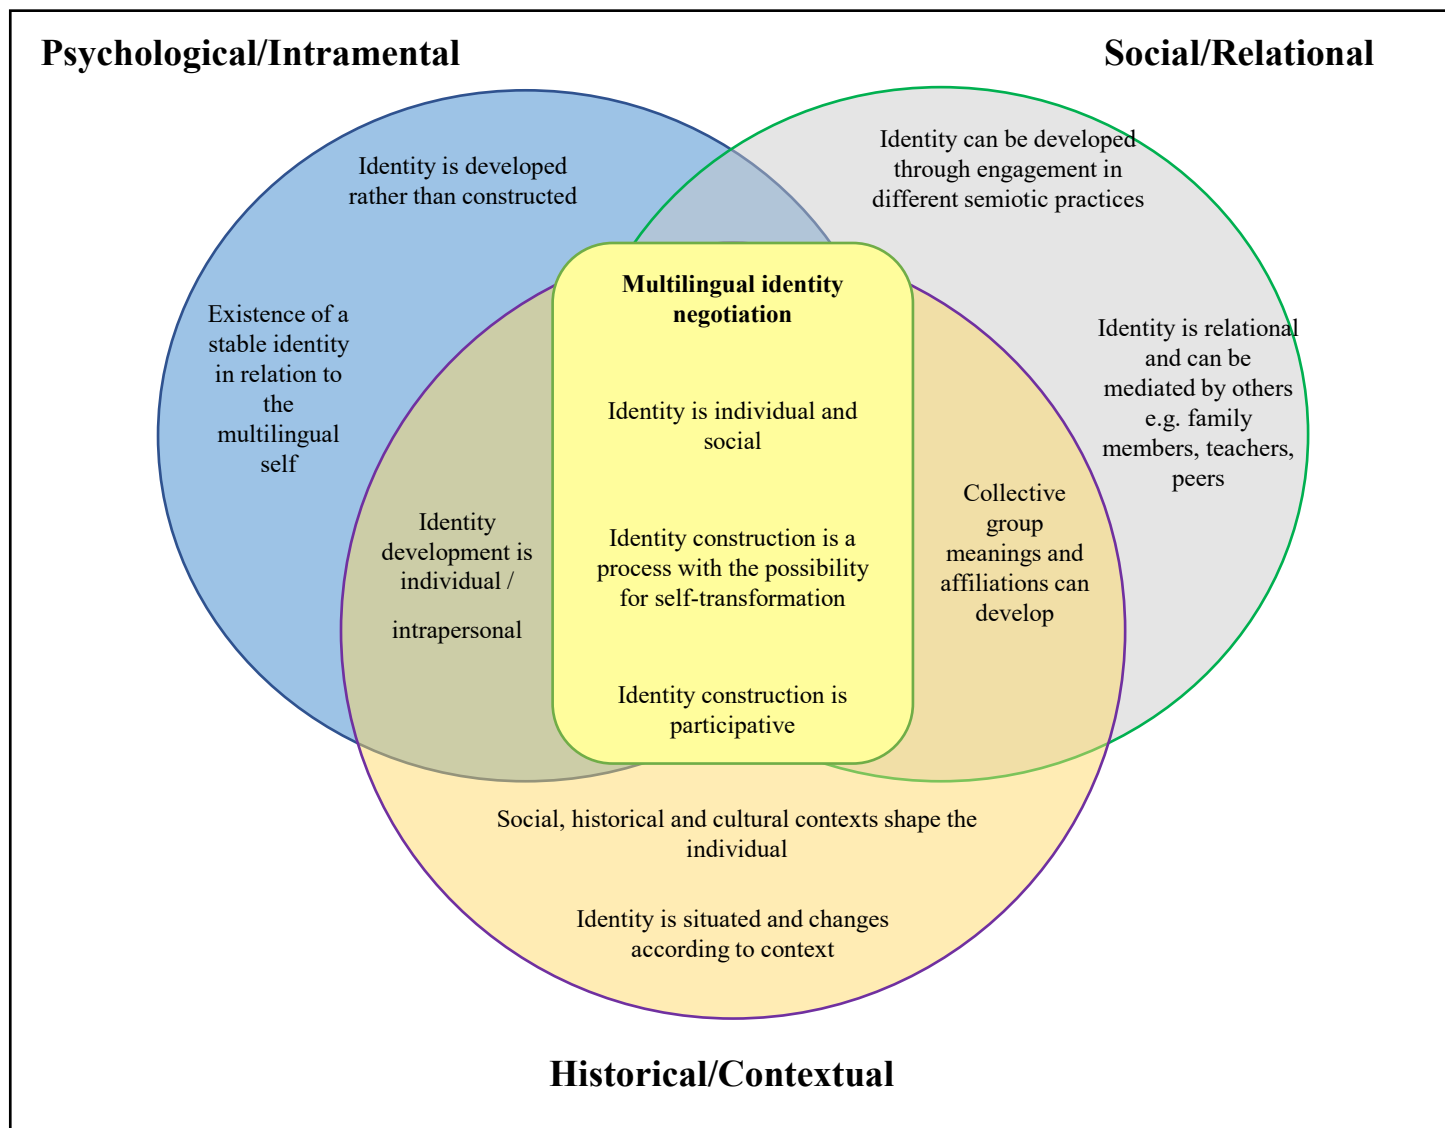 Psychological/Intramental
Social/Relational
Identity is developed
rather than constructed
Identity can be developed
through engagement in
different semiotic practices
Existence of a
stable identity
in relation to
the
multilingual
self
Multilingual identity
negotiation
Identity is individual and
social
Identity construction is a
process with the possibility
for self-transformation
Identity construction is
participative
Identity is relational
and can be
mediated by others
e.g. family
members, teachers,
peers
Identity
development is
individual /
intrapersonal
Collective
group
meanings and
affiliations can
develop
Social, historical and cultural contexts shape the
individual
Identity is situated and changes
according to context
Historical/Contextual